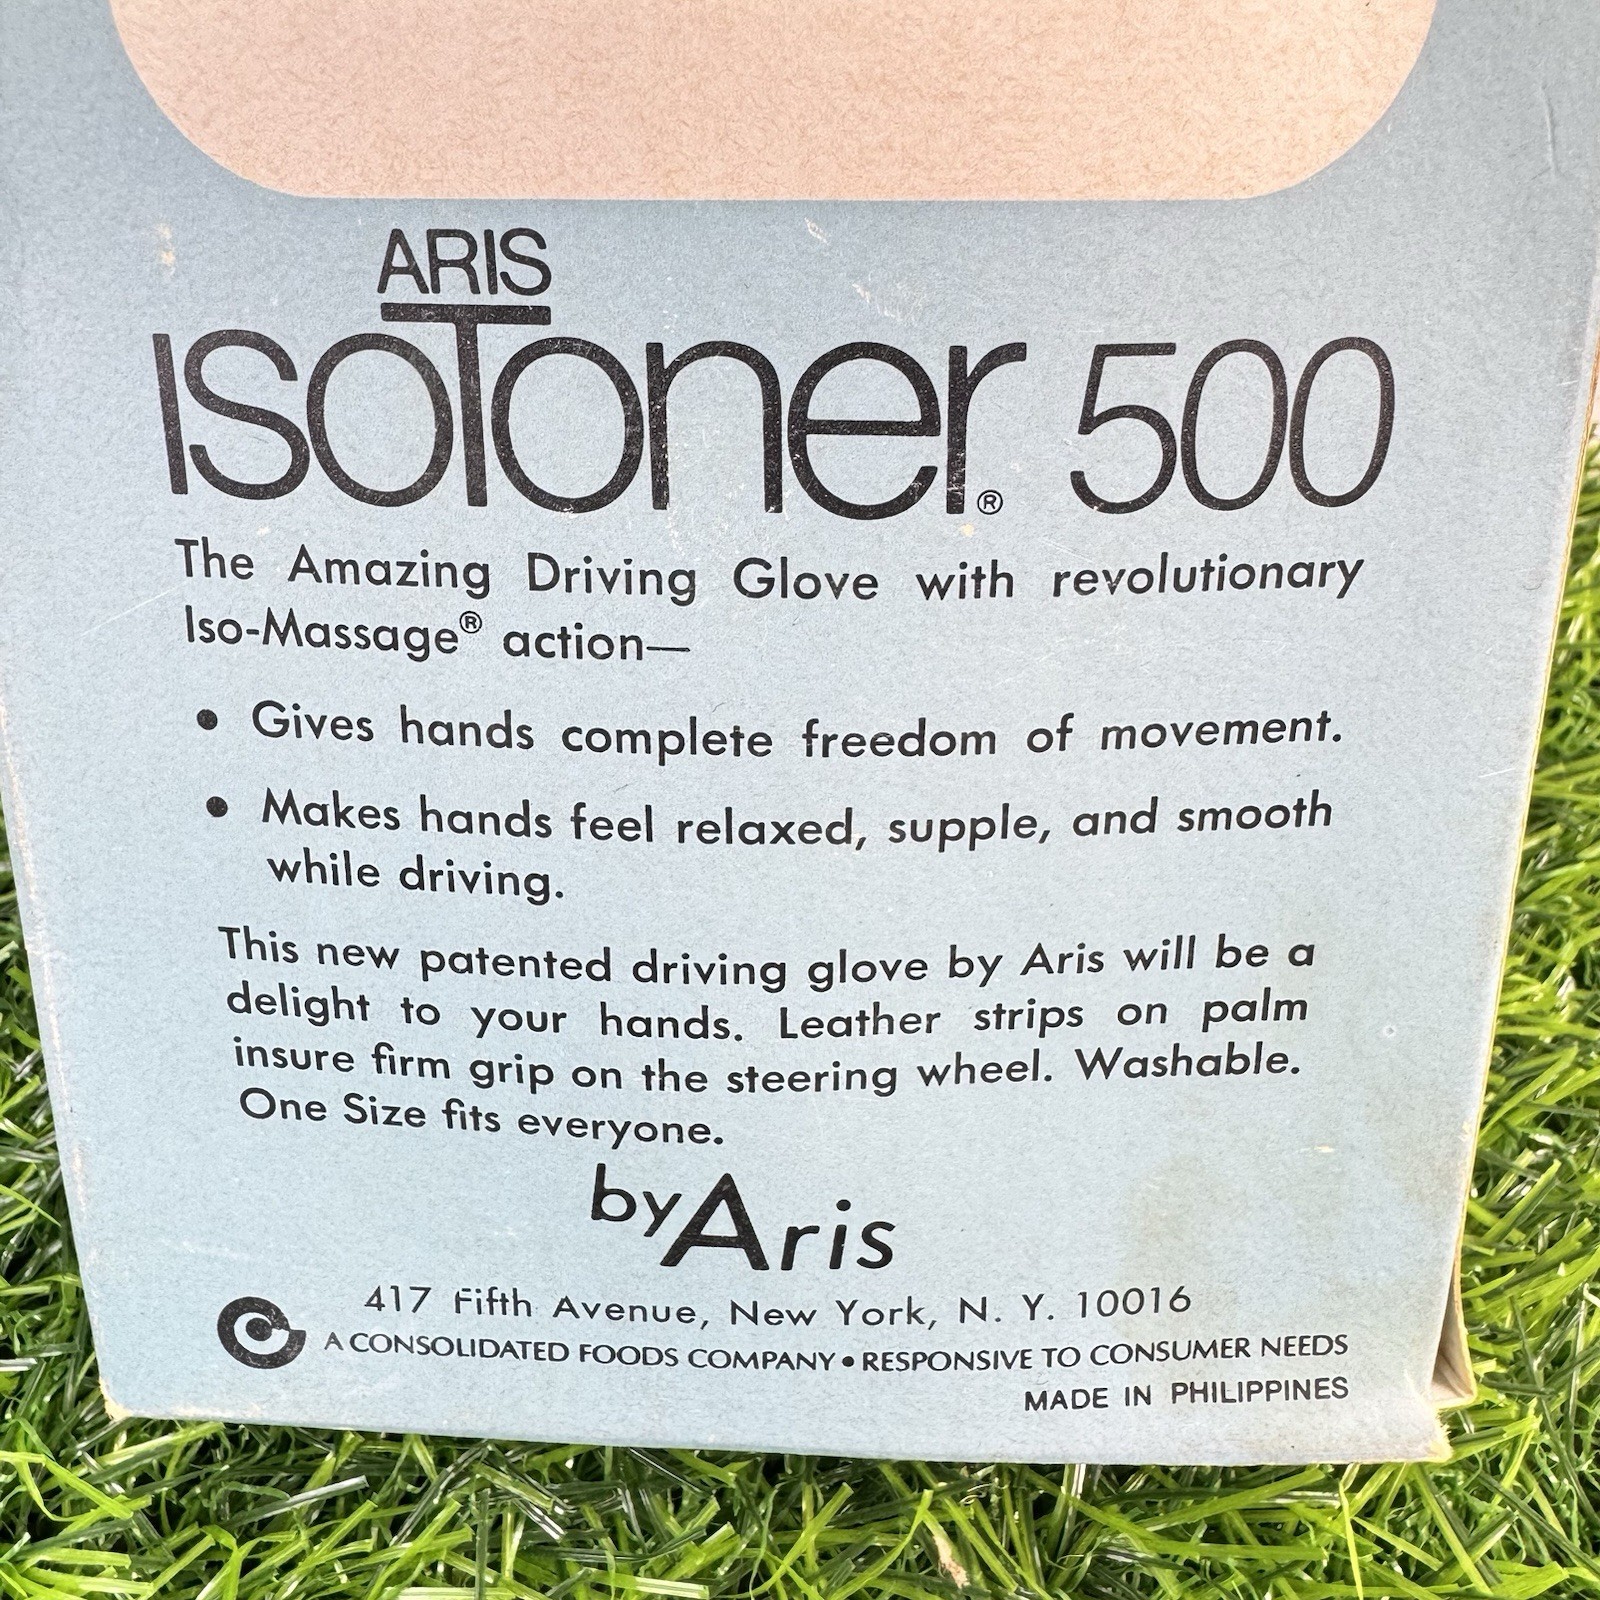 ARIS
ISOTONER® 500
The Amazing Driving Glove with revolutionary
Iso-Massage® action—
• Gives hands complete freedom of movement.
• Makes hands feel relaxed, supple, and smooth
while driving.
This new patented driving glove by Aris will be a
delight to your hands. Leather strips on palm
insure firm grip on the steering wheel. Washable.
One Size fits everyone.
by Aris
417 Fifth Avenue, New York, N. Y. 10016
A CONSOLIDATED FOODS COMPANY • RESPONSIVE TO CONSUMER NEEDS
MADE IN PHILIPPINES